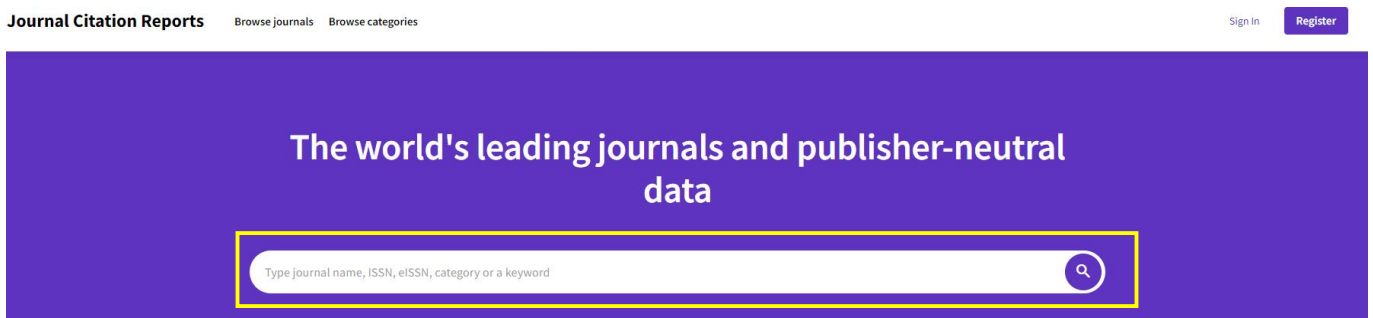 Journal Citation Reports Browse journals Browse categories Sign In Register
The world's leading journals and publisher-neutral
data
Type journal name, ISSN, eISSN, category or a keyword